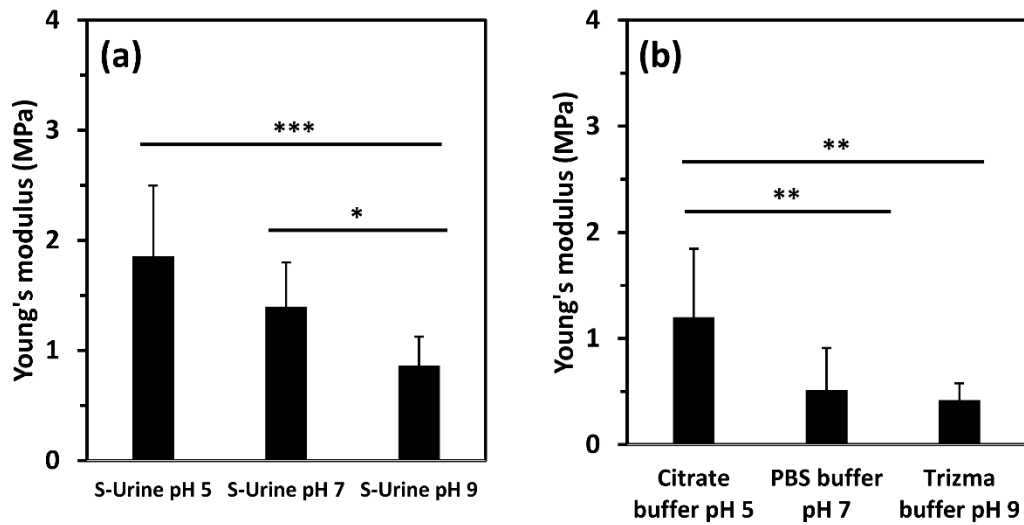 (a)
Young's modulus (MPa)
4
3
2
1
0
***
*
S-Urine pH 5 S-Urine pH 7 S-Urine pH 9
(b)
Young's modulus (MPa)
4
3
2
1
0
**
**
Citrate
buffer pH 5
PBS buffer
pH 7
Trizma
buffer pH 9